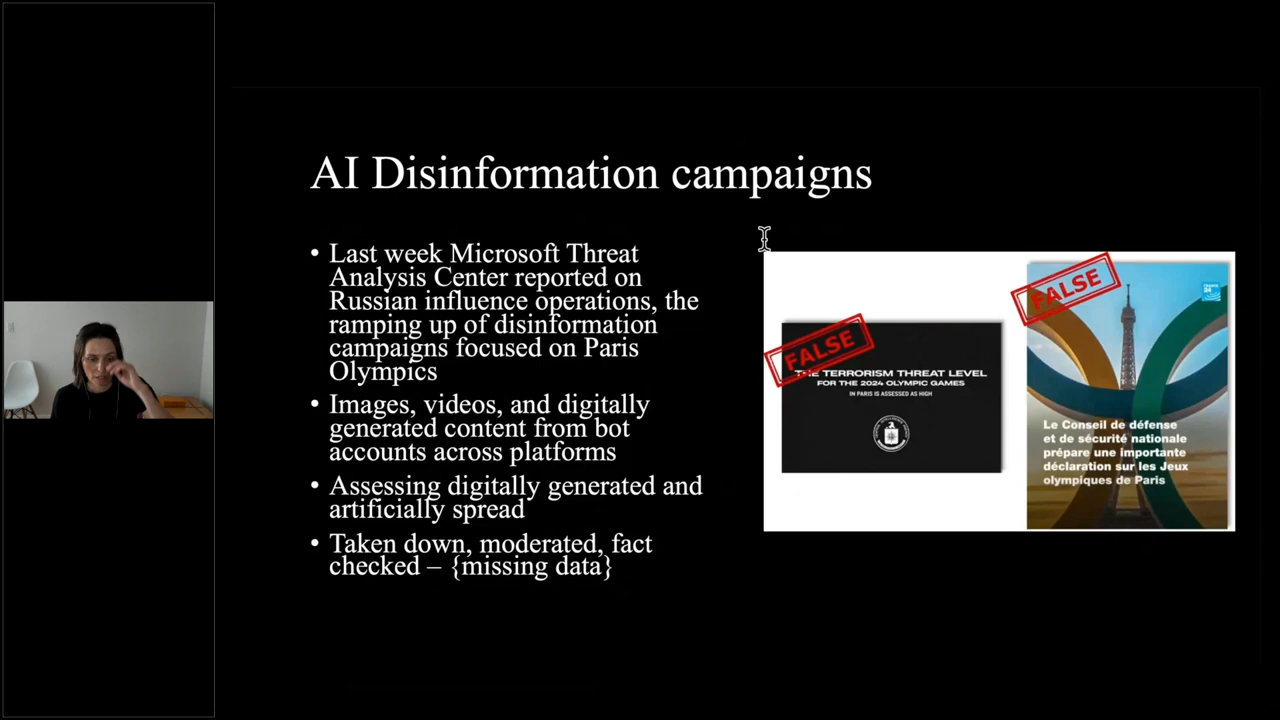 AI Disinformation campaigns
• Last week Microsoft Threat
Analysis Center reported on
Russian influence operations, the
ramping up of disinformation
campaigns focused on Paris
Olympics
• Images, videos, and digitally
generated content from bot
accounts across platforms
• Assessing digitally generated and
artificially spread
• Taken down, moderated, fact
checked – {missing data}
FALSE
THE TERRORISM THREAT LEVEL
FOR THE 2024 OLYMPIC GAMES
IN PARIS IS ASSESSED AS HIGH
FALSE
FRANCE
24
Le Conseil de défense
et de sécurité nationale
prépare une importante
déclaration sur les Jeux
olympiques de Paris